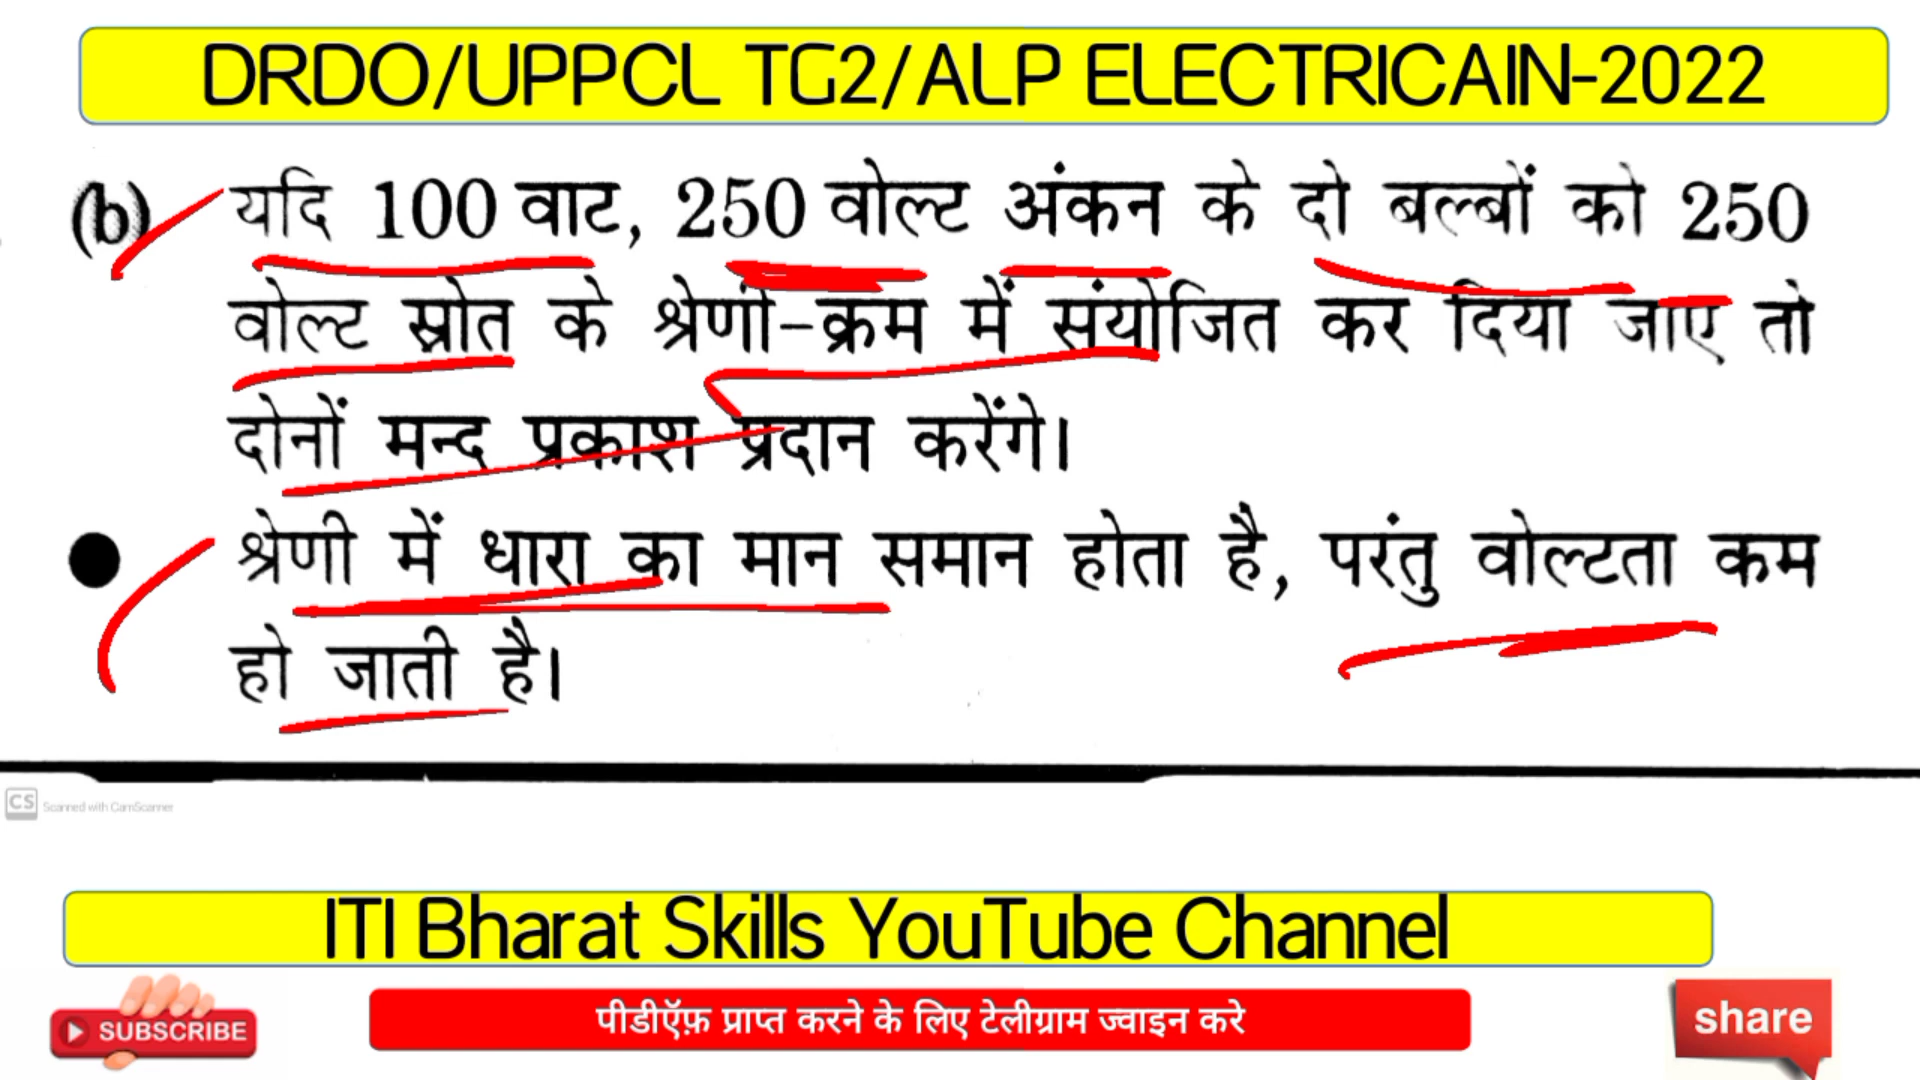 DRDO/UPPCL TG2/ALP ELECTRICAIN-2022
(b) यदि 100 वाट, 250 वोल्ट अंकन के दो बल्बों को 250
वोल्ट स्रोत के श्रेणी-क्रम में संयोजित कर दिया जाए तो
दोनों मन्द प्रकाश प्रदान करेंगे।
● श्रेणी में धारा का मान समान होता है, परंतु वोल्टता कम
हो जाती है।
CS Scanned with CamScanner
ITI Bharat Skills YouTube Channel
SUBSCRIBE
पीडीऍफ़ प्राप्त करने के लिए टेलीग्राम ज्वाइन करे
share